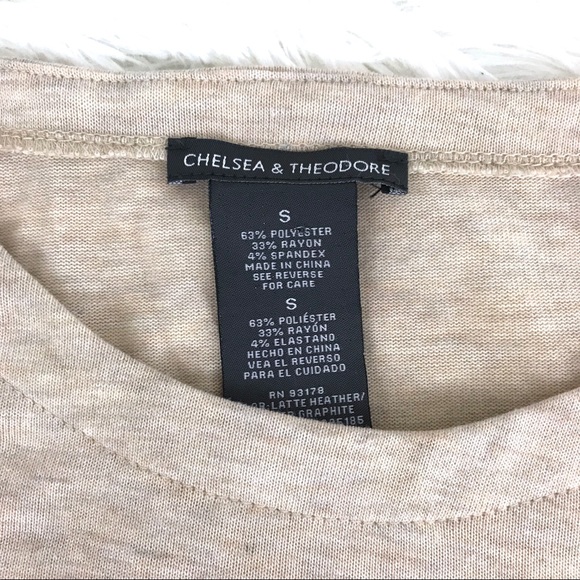 CHELSEA & THEODORE
S
63% POLYESTER
33% RAYON
4% SPANDEX
MADE IN CHINA
SEE REVERSE
FOR CARE
S
63% POLIÉSTER
33% RAYÓN
4% ELASTANO
HECHO EN CHINA
VEA EL REVERSO
PARA EL CUIDADO
RN 93178
LATTE HEATHER/
GRAPHITE